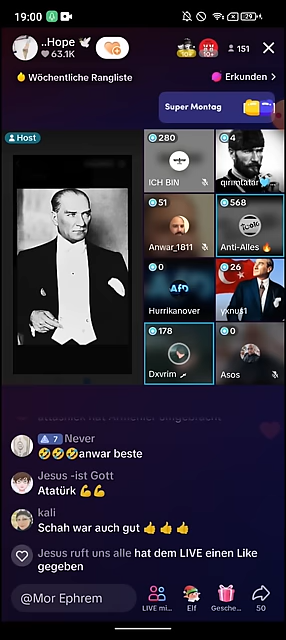 19:00
29
..Hope 🕊
63.1K
151
Wöchentliche Rangliste
Erkunden >
Super Montag
Host
280
ICH BIN
4
qirimtatar
51
Anwar_1811
568
Anti-Alles 🔥
0
AfD
Hurrikanover
26
yxnus1
178
Dxvrim
0
Asos
7 Never
🤣🤣🤣anwar beste
Jesus -ist Gott
Atatürk 💪💪
kali
Schah war auch gut 👍 👍 👍
Jesus ruft uns alle hat dem LIVE einen Like
gegeben
@Mor Ephrem
LIVE mi...
Elf
Gesche...
50